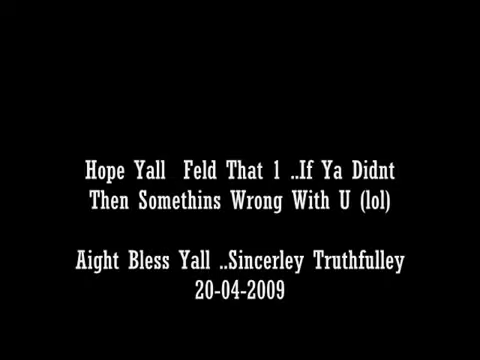 Hope Yall Feld That 1 ..If Ya Didnt
Then Somethins Wrong With U (lol)
Aight Bless Yall ..Sincerley Truthfulley
20-04-2009